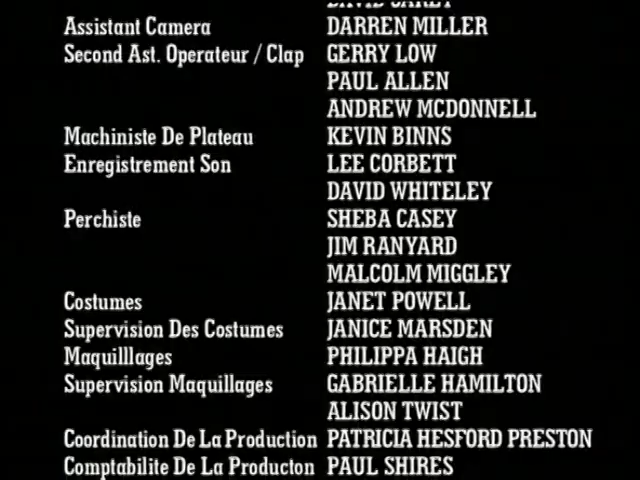 Assistant Camera DARREN MILLER
Second Ast. Operateur / Clap GERRY LOW
PAUL ALLEN
ANDREW MCDONNELL
Machiniste De Plateau KEVIN BINNS
Enregistrement Son LEE CORBETT
DAVID WHITELEY
Perchiste SHEBA CASEY
JIM RANYARD
MALCOLM MIGGLEY
Costumes JANET POWELL
Supervision Des Costumes JANICE MARSDEN
Maquilllages PHILIPPA HAIGH
Supervision Maquillages GABRIELLE HAMILTON
ALISON TWIST
Coordination De La Production PATRICIA HESFORD PRESTON
Comptabilite De La Producton PAUL SHIRES